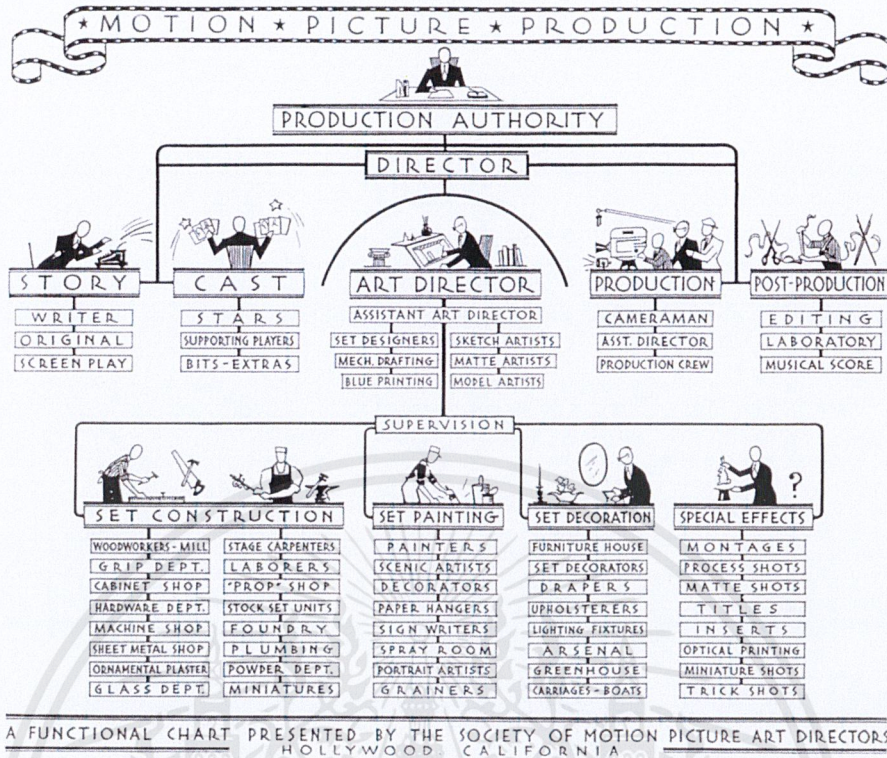 ★ MOTION ★ PICTURE ★ PRODUCTION ★
PRODUCTION AUTHORITY
DIRECTOR
STORY
WRITER
ORIGINAL
SCREEN PLAY
CAST
STARS
SUPPORTING PLAYERS
BITS-EXTRAS
ART DIRECTOR
ASSISTANT ART DIRECTOR
SET DESIGNERS
MECH. DRAFTING
BLUE PRINTING
SKETCH ARTISTS
MATTE ARTISTS
MODEL ARTISTS
PRODUCTION
CAMERAMAN
ASST. DIRECTOR
PRODUCTION CREW
POST-PRODUCTION
EDITING
LABORATORY
MUSICAL SCORE
SUPERVISION
SET CONSTRUCTION
WOODWORKERS-MILL
GRIP DEPT.
CABINET SHOP
HARDWARE DEPT.
MACHINE SHOP
SHEET METAL SHOP
ORNAMENTAL PLASTER
GLASS DEPT.
STAGE CARPENTERS
LABORERS
"PROP" SHOP
STOCK SET UNITS
FOUNDRY
PLUMBING
POWDER DEPT.
MINIATURES
SET PAINTING
PAINTERS
SCENIC ARTISTS
DECORATORS
PAPER HANGERS
SIGN WRITERS
SPRAY ROOM
PORTRAIT ARTISTS
GRAINERS
SET DECORATION
FURNITURE HOUSE
SET DECORATORS
DRAPERS
UPHOLSTERERS
LIGHTING FIXTURES
ARSENAL
GREENHOUSE
CARRIAGES-BOATS
?
SPECIAL EFFECTS
MONTAGES
PROCESS SHOTS
MATTE SHOTS
TITLES
INSERTS
OPTICAL PRINTING
MINIATURE SHOTS
TRICK SHOTS
A FUNCTIONAL CHART PRESENTED BY THE SOCIETY OF MOTION PICTURE ART DIRECTORS
HOLLYWOOD CALIFORNIA